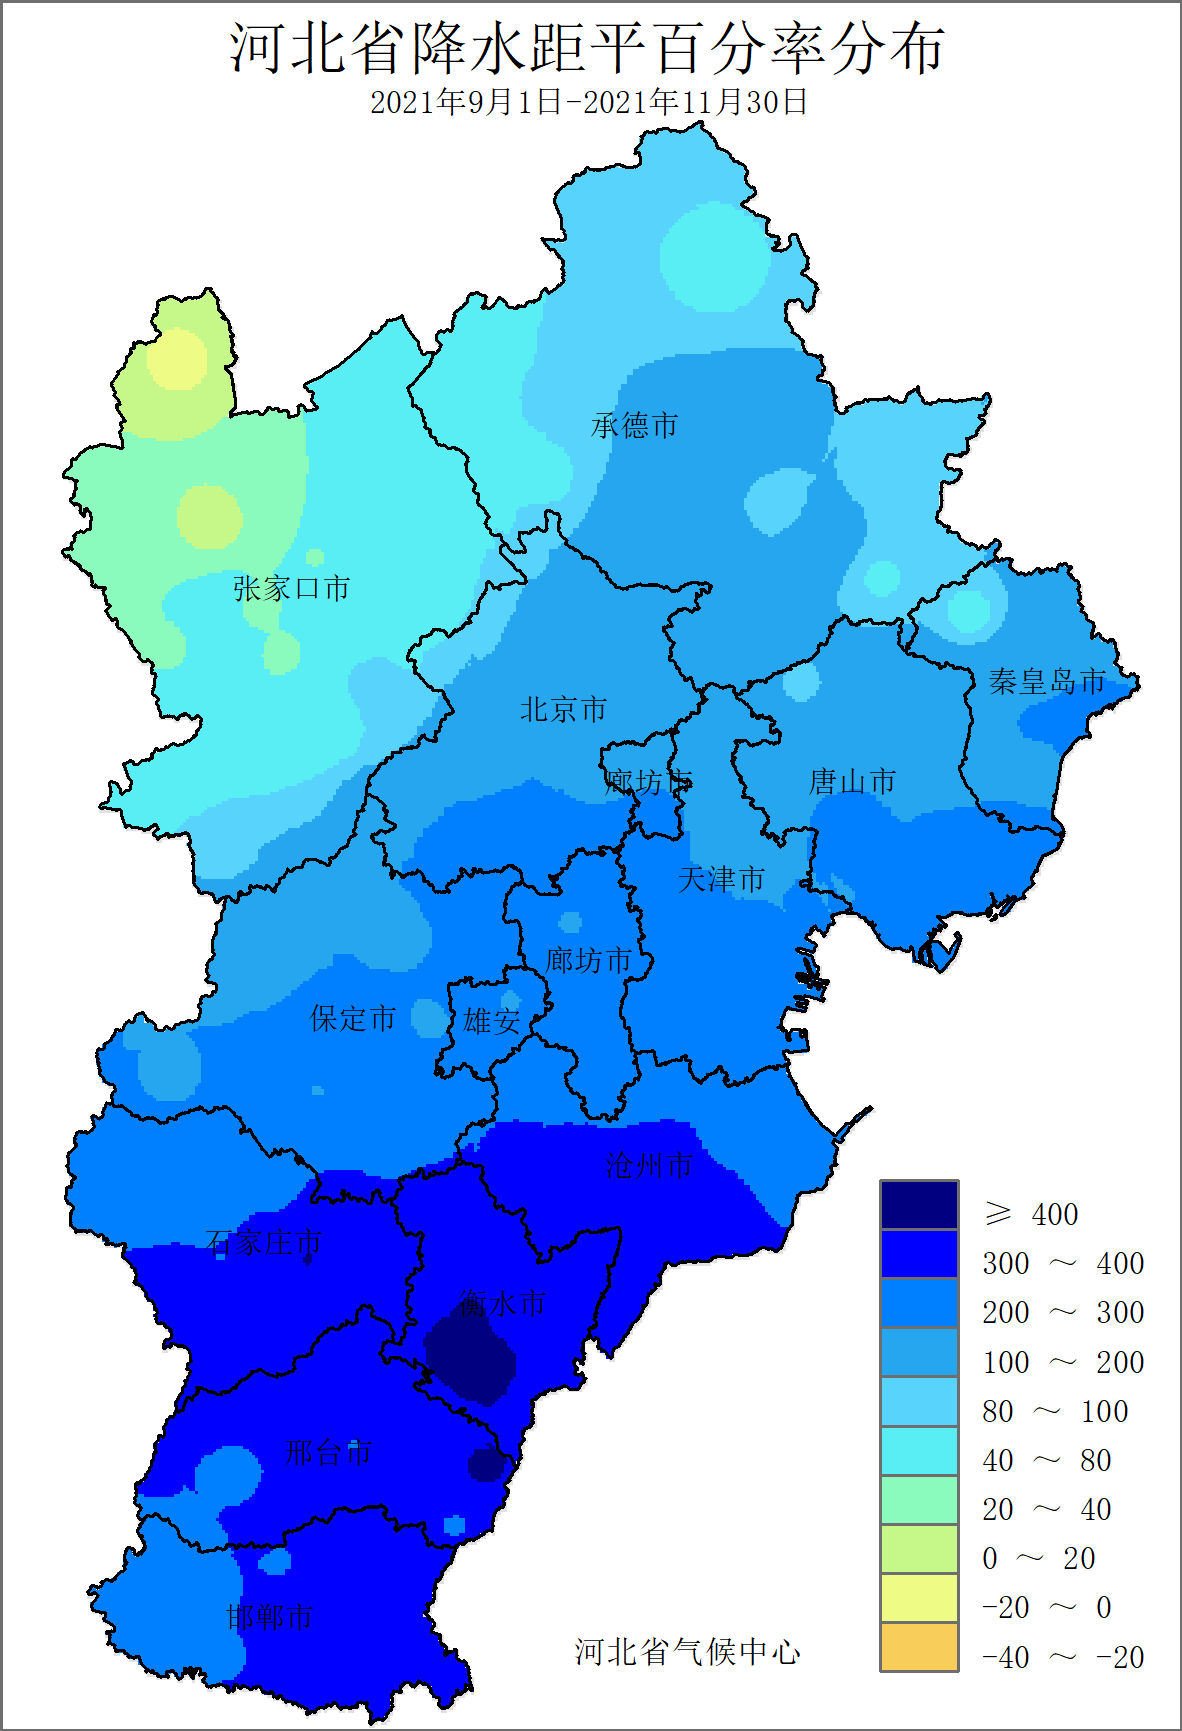 河北省降水距平百分率分布
2021年9月1日-2021年11月30日
承德市
张家口市
秦皇岛市
北京市
廊坊市
唐山市
天津市
廊坊市
保定市
雄安
沧州市
石家庄市
衡水市
邢台市
邯郸市
河北省气候中心
≥ 400
300 ～ 400
200 ～ 300
100 ～ 200
80 ～ 100
40 ～ 80
20 ～ 40
0 ～ 20
-20 ～ 0
-40 ～ -20